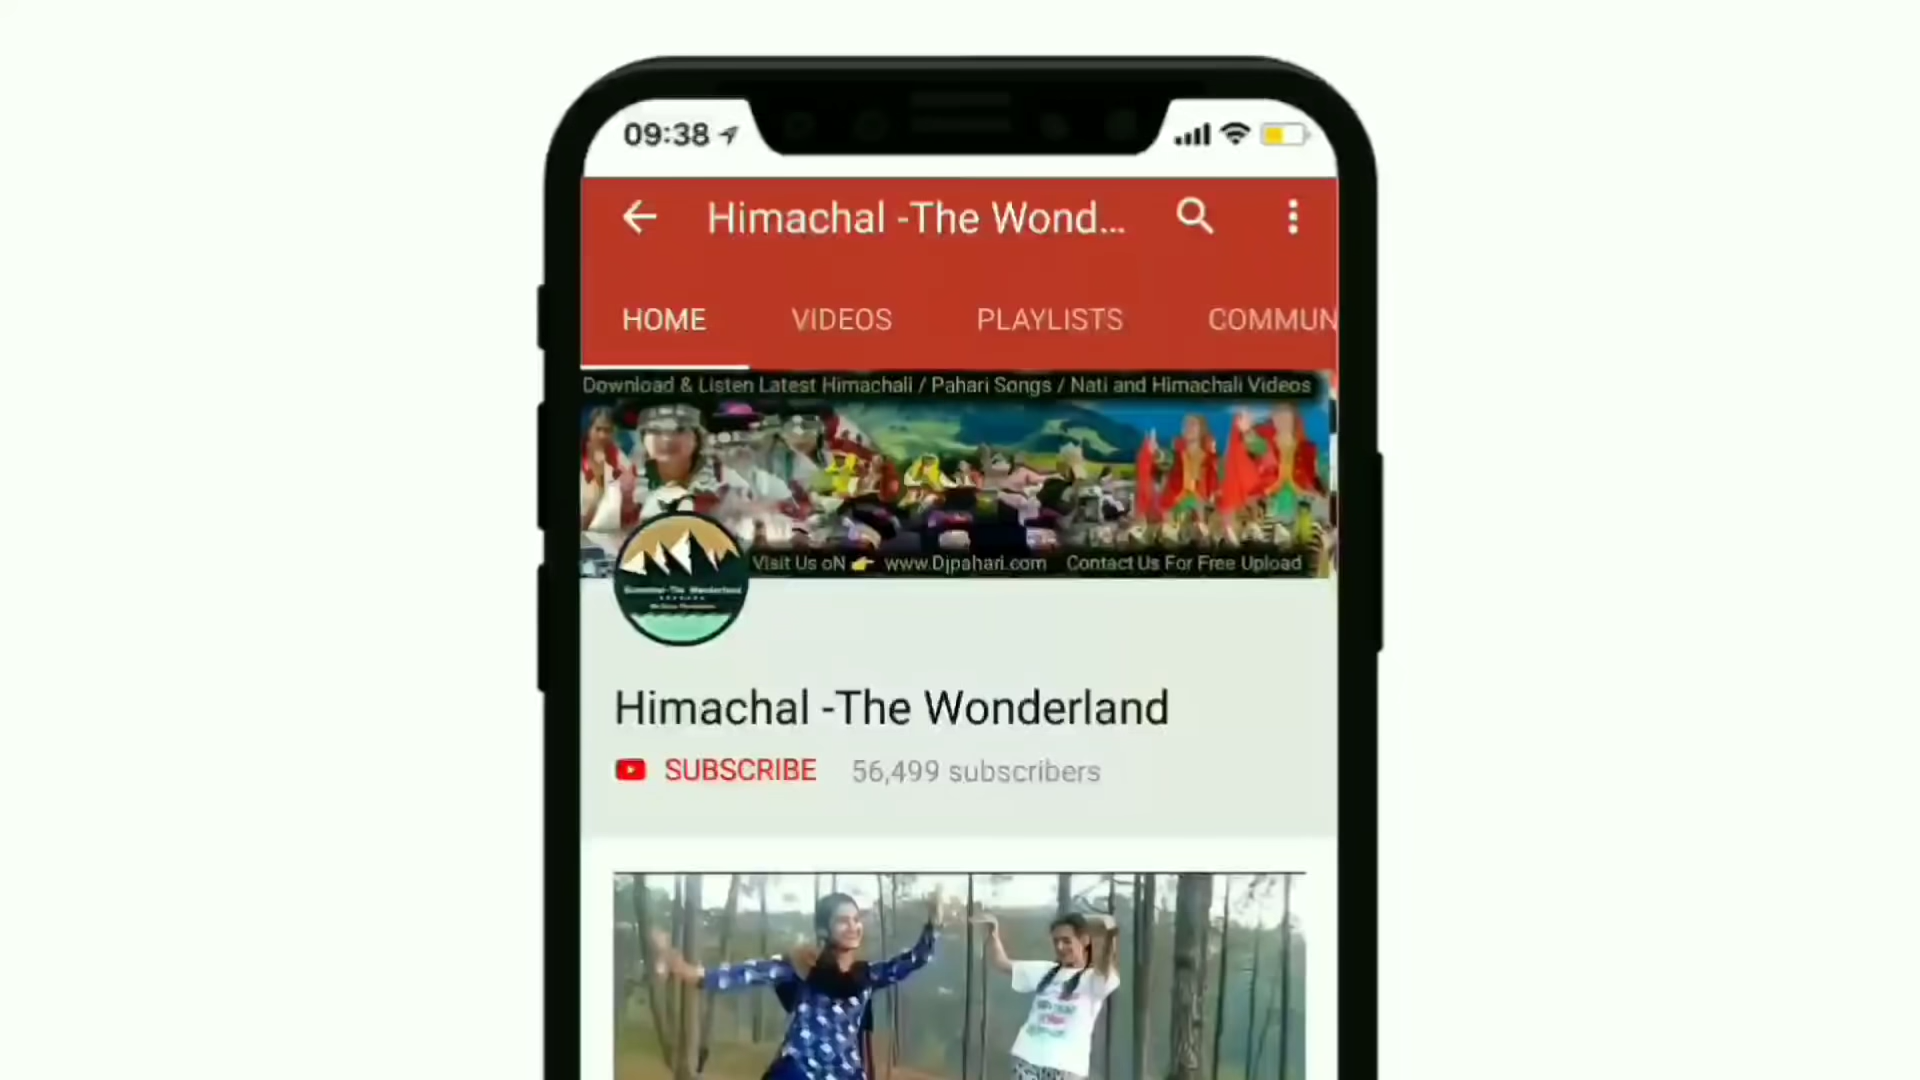 09:38
Himachal -The Wond...
HOME VIDEOS PLAYLISTS COMMUN
Download & Listen Latest Himachali / Pahari Songs / Nati and Himachali Videos
Visit Us oN 👉 www.Djpahari.com Contact Us For Free Upload
Himachal -The Wonderland
SUBSCRIBE 56,499 subscribers